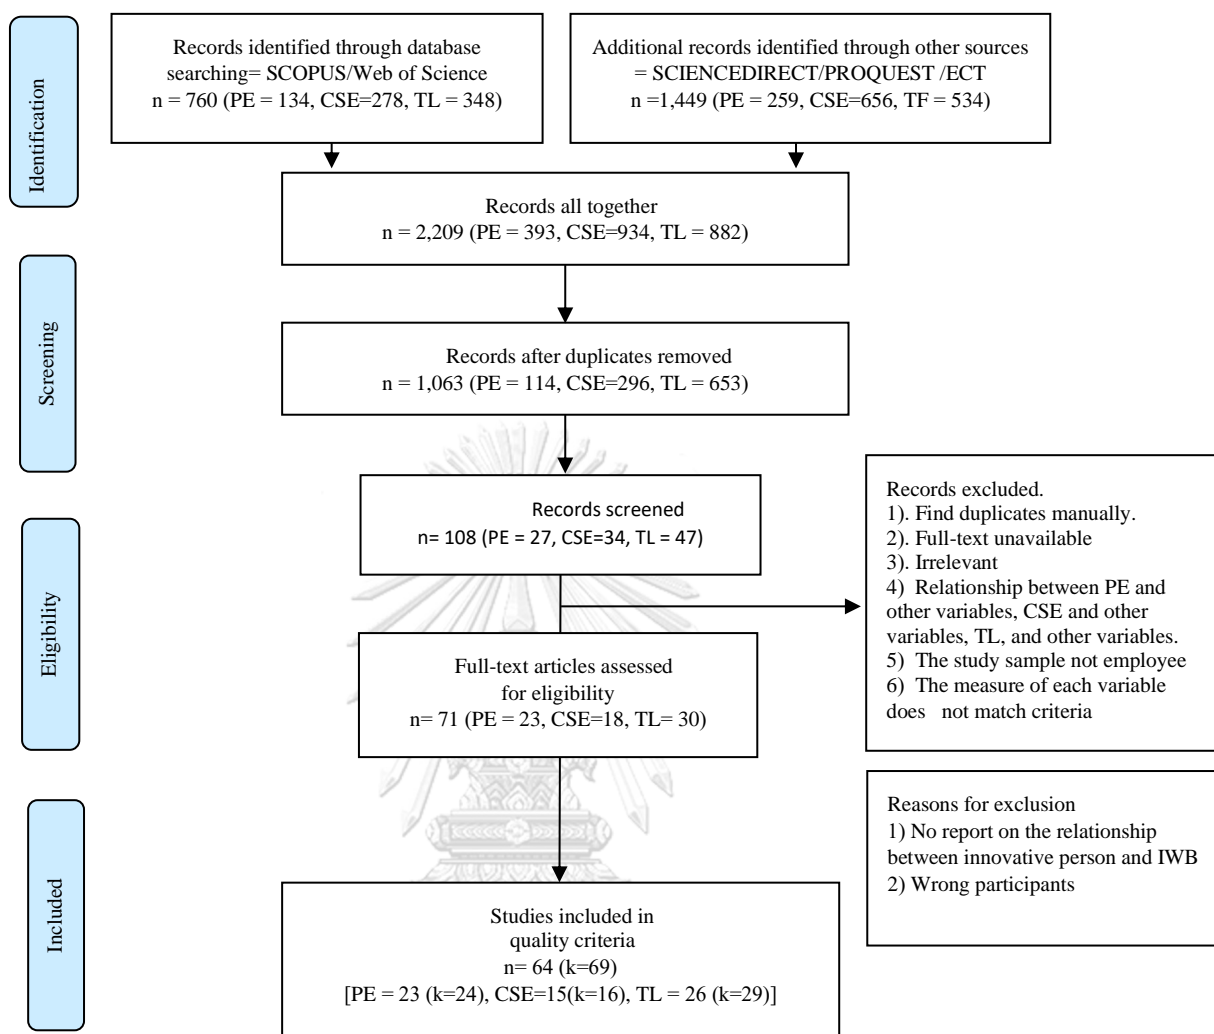 Identification
Records identified through database
searching= SCOPUS/Web of Science
n = 760 (PE = 134, CSE=278, TL = 348)
Additional records identified through other sources
= SCIENCEDIRECT/PROQUEST /ECT
n =1,449 (PE = 259, CSE=656, TF = 534)
Records all together
n = 2,209 (PE = 393, CSE=934, TL = 882)
Screening
Records after duplicates removed
n = 1,063 (PE = 114, CSE=296, TL = 653)
Records screened
n= 108 (PE = 27, CSE=34, TL = 47)
Records excluded.
1). Find duplicates manually.
2). Full-text unavailable
3). Irrelevant
4) Relationship between PE and
other variables, CSE and other
variables, TL, and other variables.
5) The study sample not employee
6) The measure of each variable
does not match criteria
Eligibility
Full-text articles assessed
for eligibility
n= 71 (PE = 23, CSE=18, TL= 30)
Reasons for exclusion
1) No report on the relationship
between innovative person and IWB
2) Wrong participants
Included
Studies included in
quality criteria
n= 64 (k=69)
[PE = 23 (k=24), CSE=15(k=16), TL = 26 (k=29)]